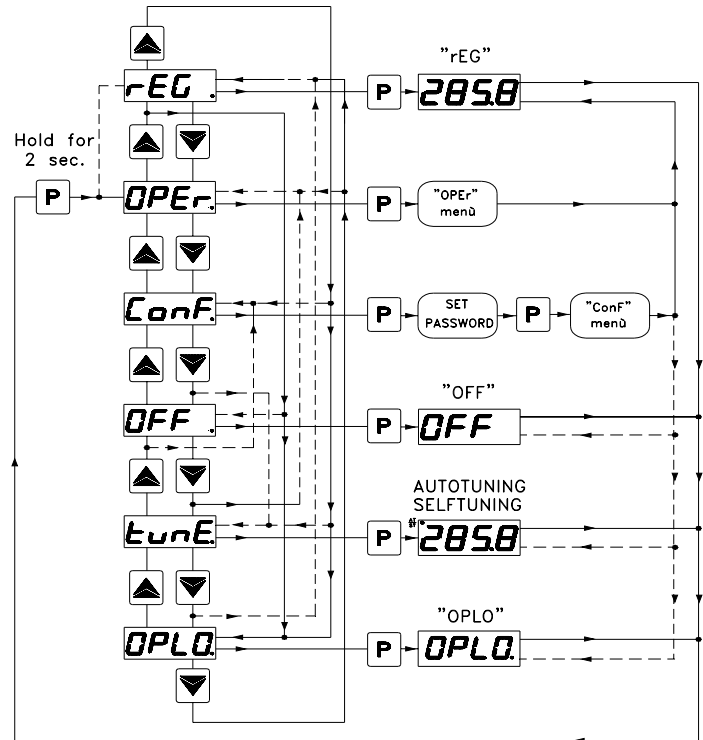 "rEG"
rEG .
P
285.8
Hold for
2 sec.
P
OPEr.
P
"OPEr"
menù
ConF.
P
SET
PASSWORD
P
"ConF"
menù
"OFF"
OFF .
P
OFF
AUTOTUNING
SELFTUNING
tunE.
P
285.8
"OPLO"
OPLO.
P
OPLO.